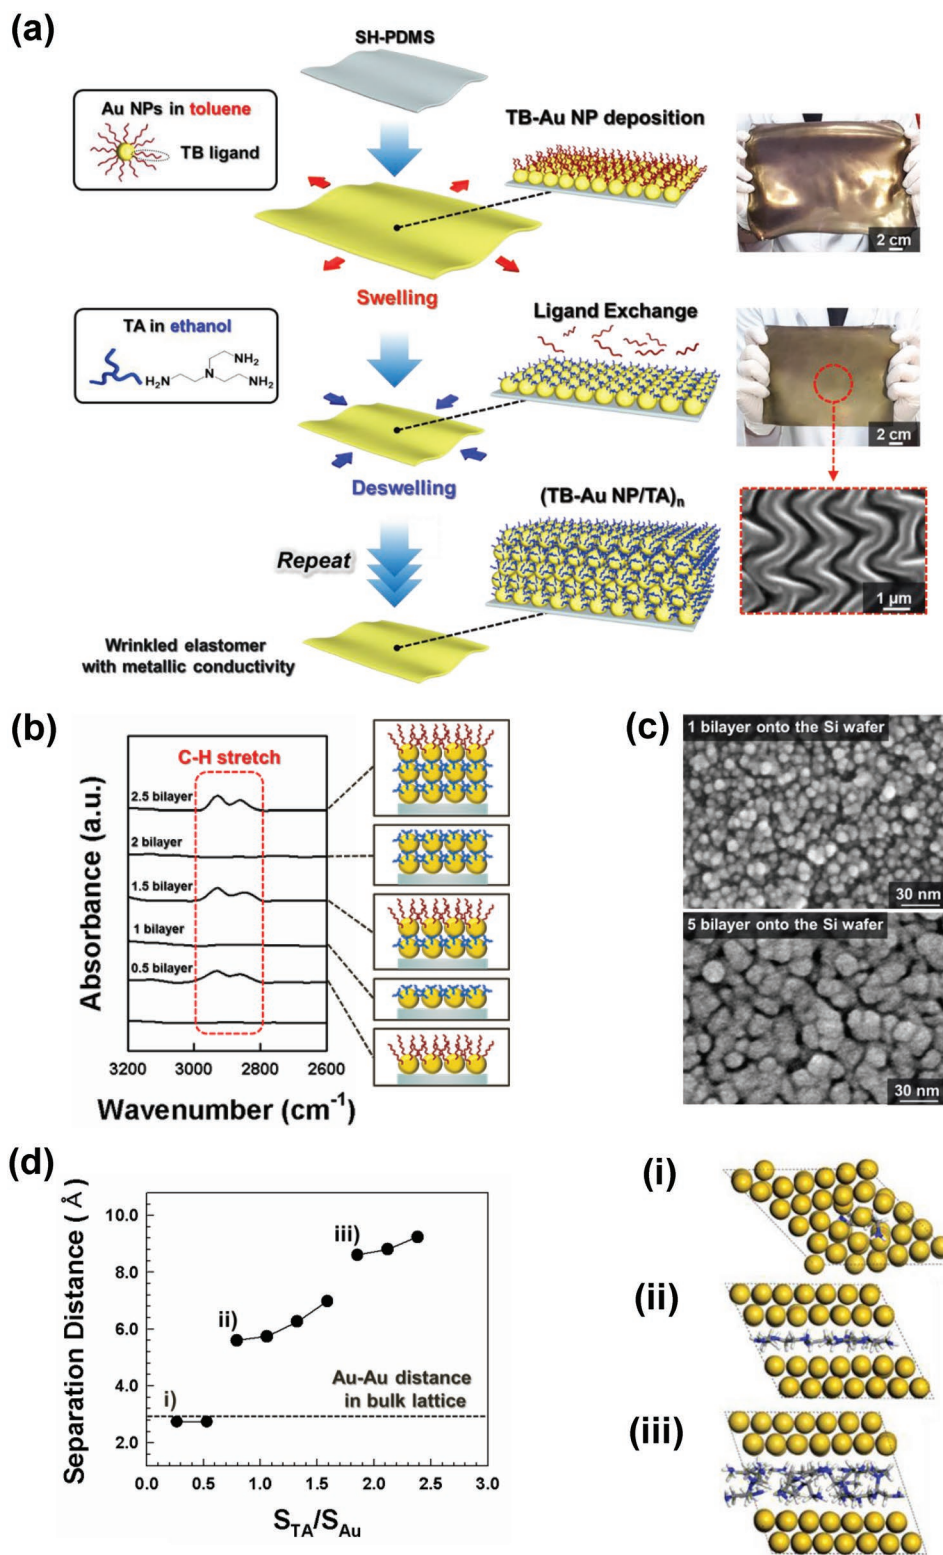 (a)
SH-PDMS
Au NPs in toluene
TB ligand
TB-Au NP deposition
2 cm
Swelling
TA in ethanol
H₂N
N
NH₂
NH₂
Ligand Exchange
2 cm
Deswelling
(TB-Au NP/TA)ₙ
Repeat
1 μm
Wrinkled elastomer
with metallic conductivity
(b)
C-H stretch
2.5 bilayer
2 bilayer
1.5 bilayer
1 bilayer
0.5 bilayer
Absorbance (a.u.)
3200 3000 2800 2600
Wavenumber (cm⁻¹)
(c)
1 bilayer onto the Si wafer
30 nm
5 bilayer onto the Si wafer
30 nm
(d)
Separation Distance (Å)
10.0
8.0
6.0
4.0
2.0
i)
ii)
iii)
Au-Au distance
in bulk lattice
0.0 0.5 1.0 1.5 2.0 2.5 3.0
S_TA/S_Au
(i)
(ii)
(iii)